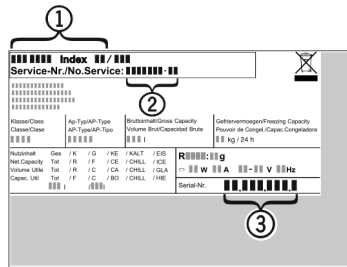 1
Index /
Service-Nr./No.Service: -
2
Klasse/Class Ap-Typ/AP-Type Bruttoinhalt/Gross Capacity Gefriervermoegen/Freezing Capacity
Classe/Clase AP-Type/AP-Tipo Volume Brut/Capacidad Brute Pouvoir de Congel./Capac.Congeladora
l kg / 24 h
Nutzinhalt Ges / K / G / KE / KALT / EIS
Net.Capacity Tot / R / F / CE / CHILL / ICE
Volume Utile Tot / R / C / CA / CHILL / GLA
Capac. Util Tot / F / C / BO / CHILL / HIE
l / l
R : g
W A - V Hz
Serial-Nr. . . .
3